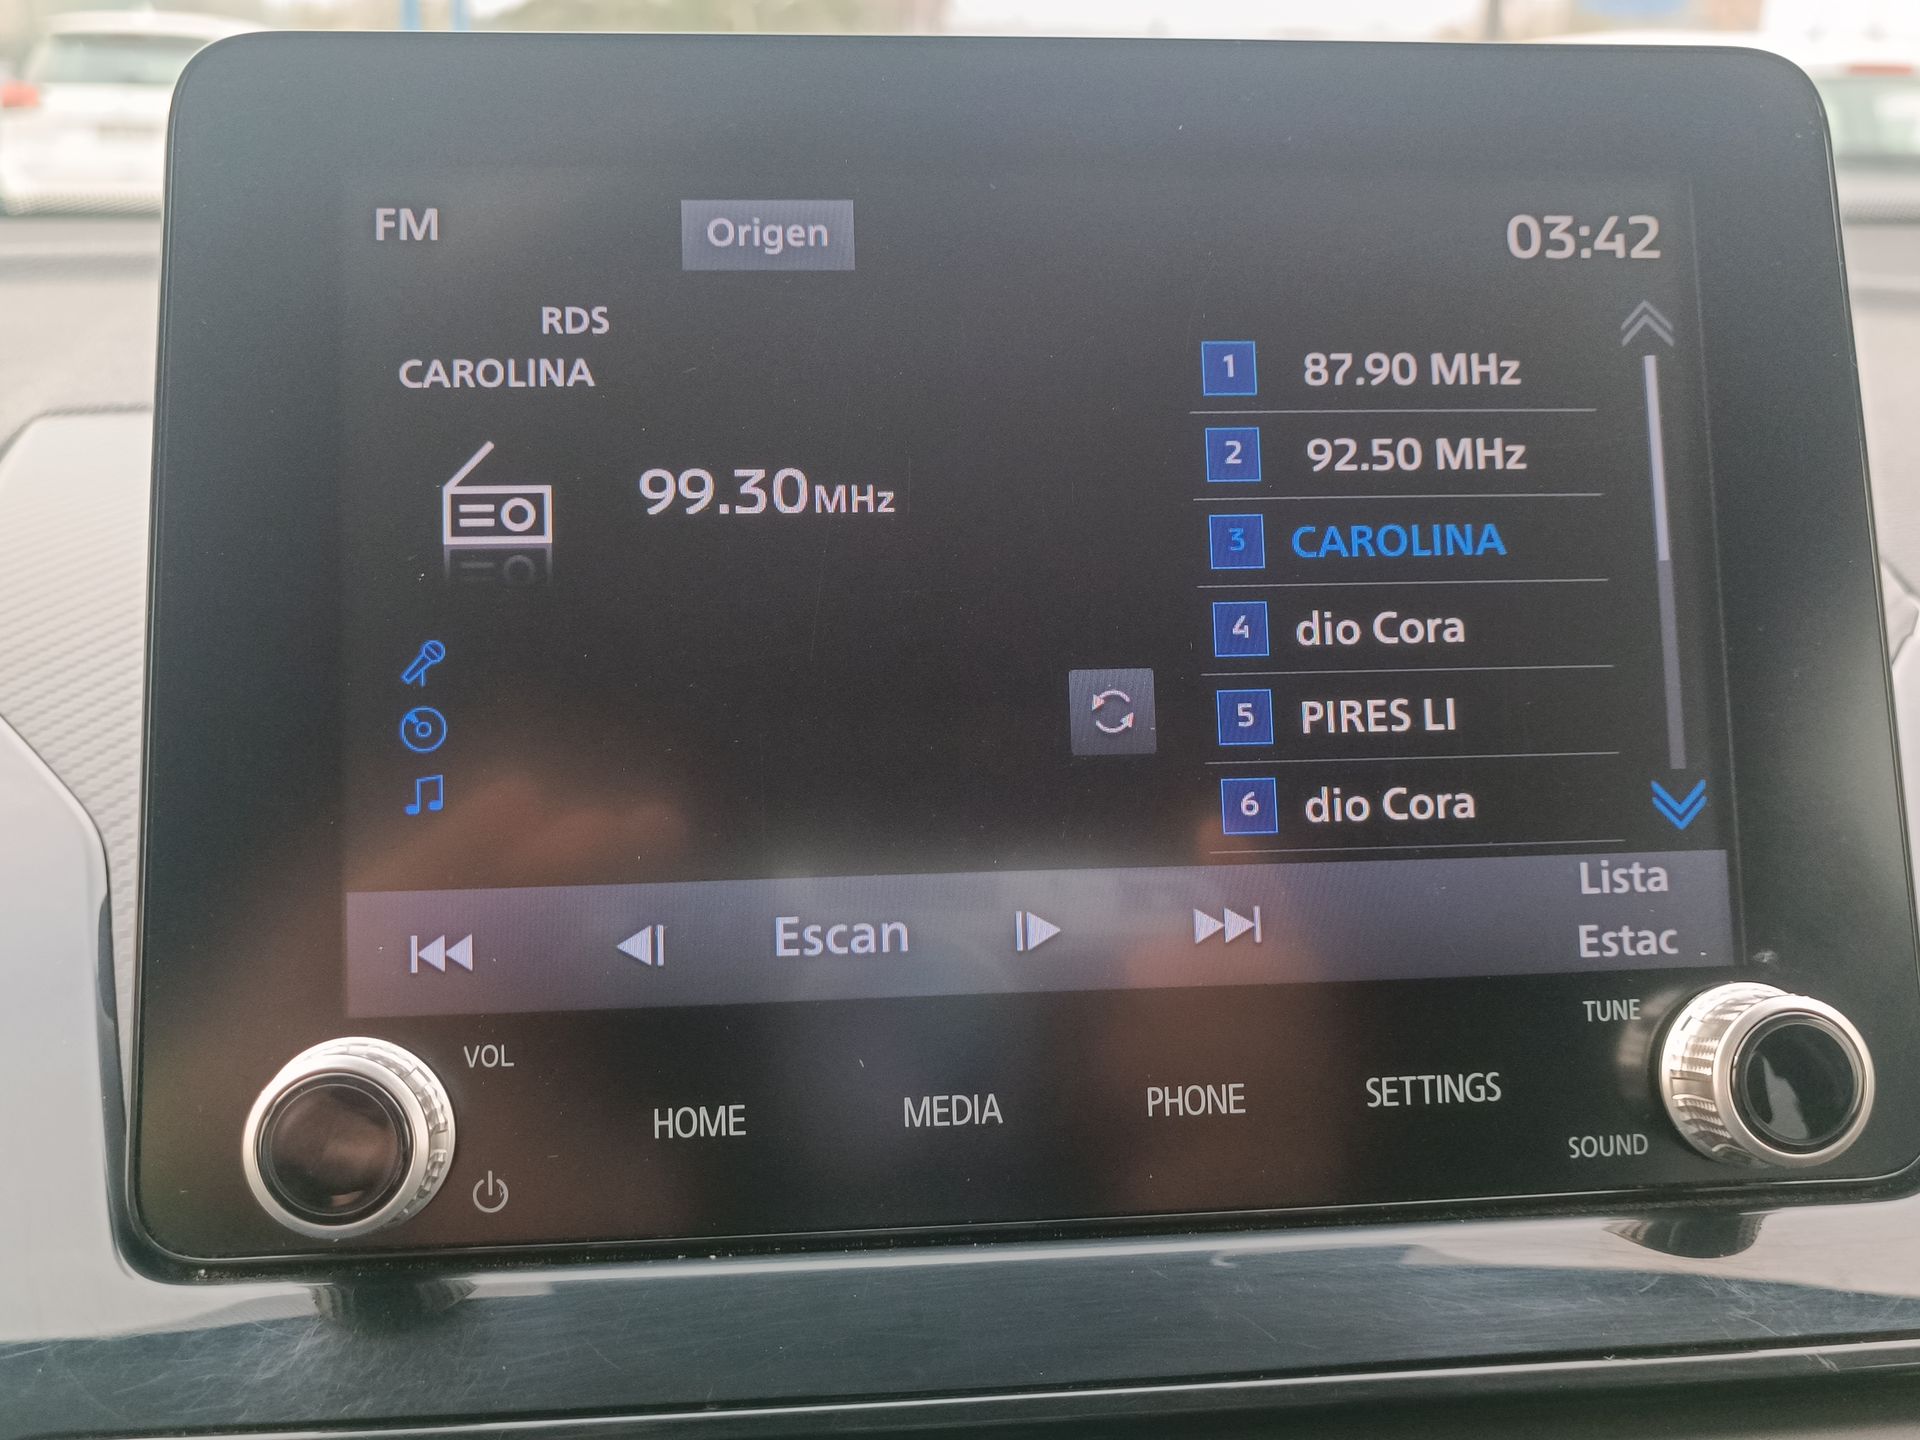 FM
Origen
03:42
RDS
CAROLINA
99.30MHz
1 87.90 MHz
2 92.50 MHz
3 CAROLINA
4 dio Cora
5 PIRES LI
6 dio Cora
Escan
Lista
Estac
VOL
HOME
MEDIA
PHONE
SETTINGS
TUNE
SOUND